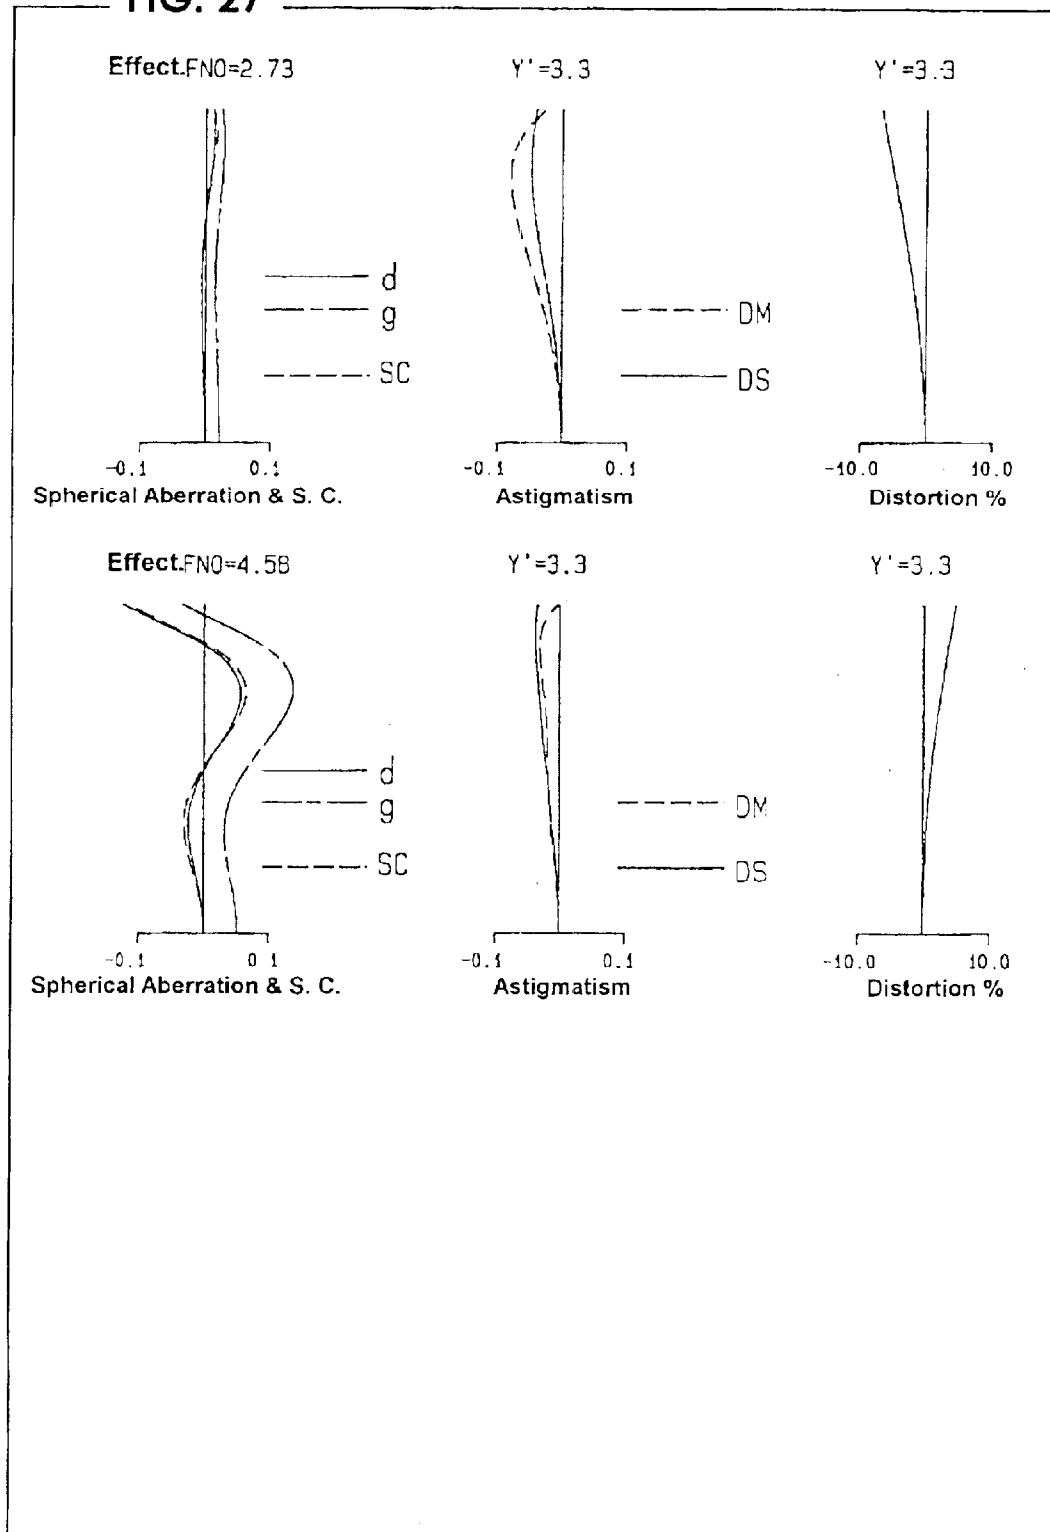 FIG. 27
Effect.FNO=2.73 Y'=3.3 Y'=3.3
d
g
SC
DM
DS
-0.1 0.1 -0.1 0.1 -10.0 10.0
Spherical Aberration & S. C. Astigmatism Distortion %
Effect.FNO=4.58 Y'=3.3 Y'=3.3
d
g
SC
DM
DS
-0.1 0 1 -0.1 0.1 -10.0 10.0
Spherical Aberration & S. C. Astigmatism Distortion %